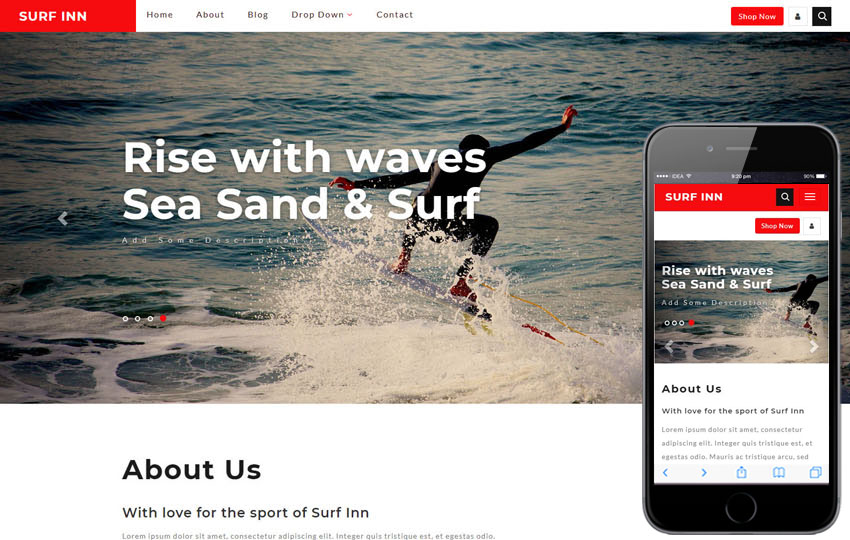 SURF INN
Home About Blog Drop Down Contact
Shop Now
Rise with waves
Sea Sand & Surf
Add Some Description
About Us
With love for the sport of Surf Inn
Lorem ipsum dolor sit amet, consectetur adipiscing elit. Integer quis tristique est, et egestas odio.
IDEA 9:20 pm 90%
SURF INN
Shop Now
Rise with waves
Sea Sand & Surf
Add Some Description
About Us
With love for the sport of Surf Inn
Lorem ipsum dolor sit amet, consectetur
adipiscing elit. Integer quis tristique est, et
egestas odio. Mauris ac tristique arcu, sed